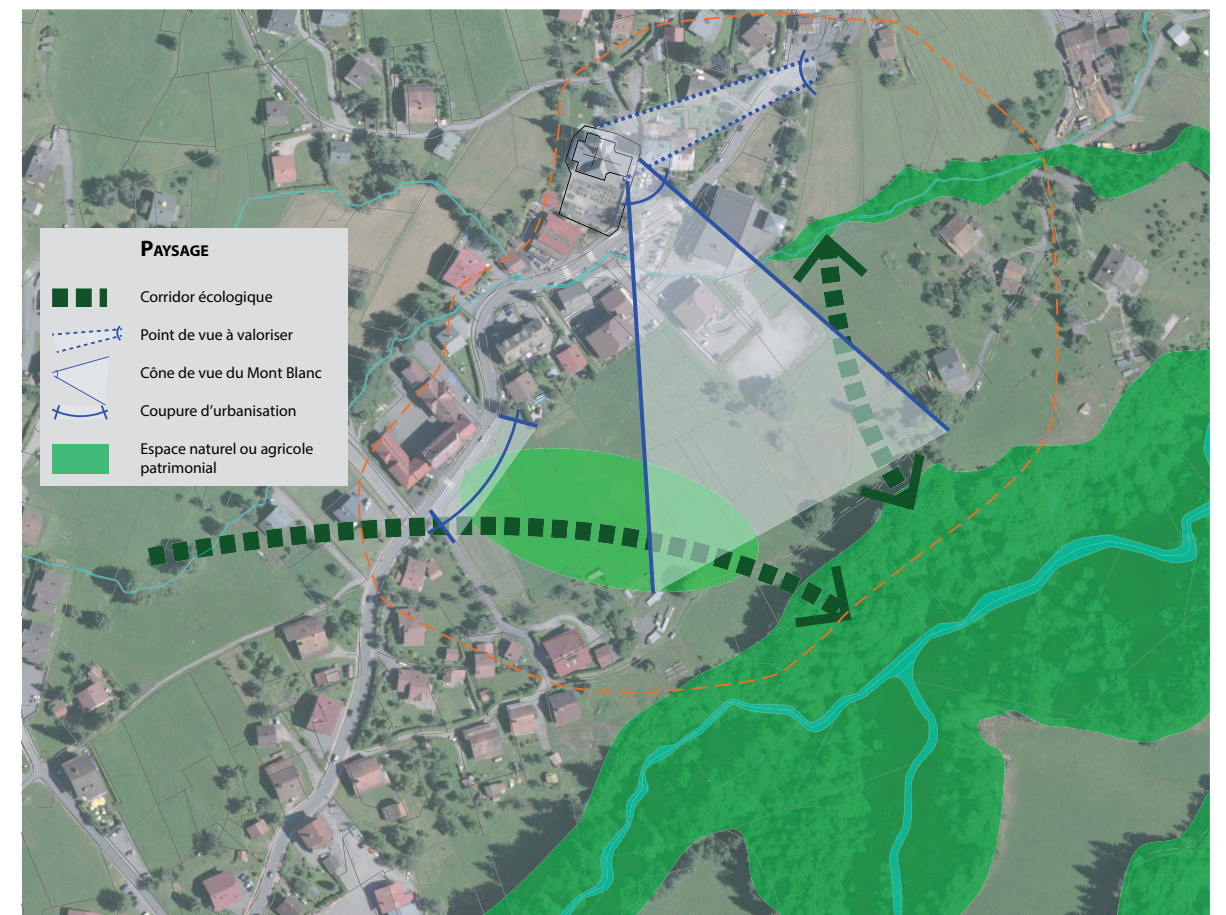 PAYSAGE
Corridor écologique
Point de vue à valoriser
Cône de vue du Mont Blanc
Coupure d'urbanisation
Espace naturel ou agricole
patrimonial